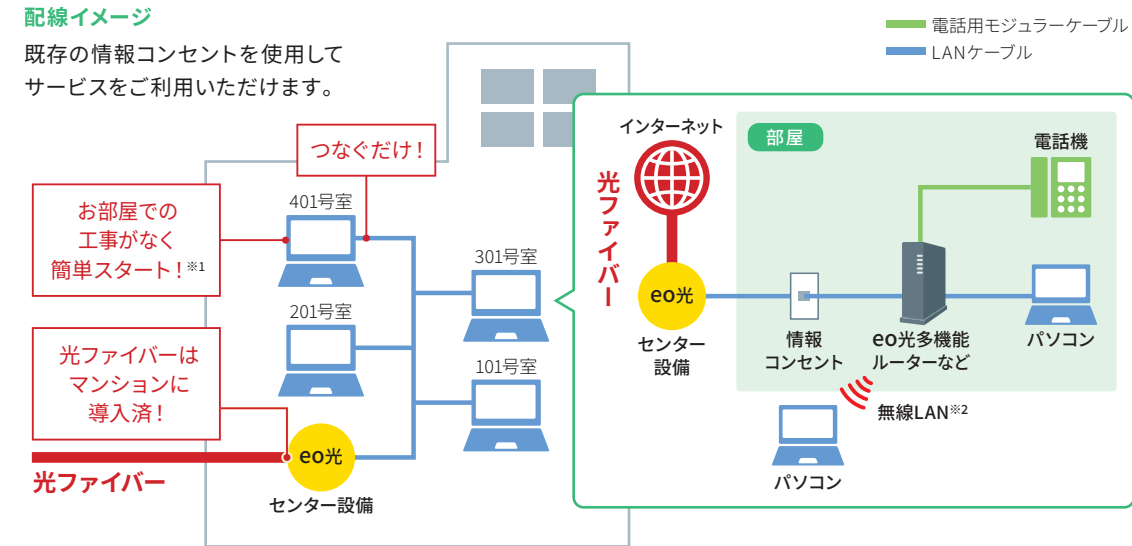 配線イメージ
既存の情報コンセントを使用して
サービスをご利用いただけます。
電話用モジュラーケーブル
LANケーブル
つなぐだけ！
お部屋での
工事がなく
簡単スタート！※1
光ファイバーは
マンションに
導入済！
401号室
301号室
201号室
101号室
eo光
センター設備
光ファイバー
インターネット
光ファイバー
eo光
センター
設備
部屋
電話機
情報
コンセント
eo光多機能
ルーターなど
パソコン
無線LAN※2
パソコン